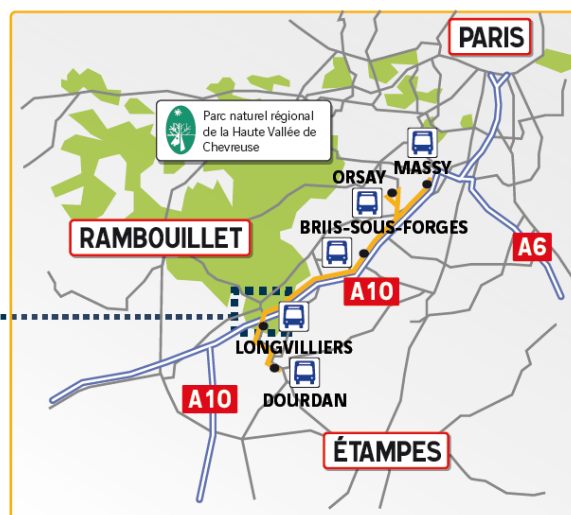 PARIS
Parc naturel régional
de la Haute Vallée de
Chevreuse
MASSY
ORSAY
BRIIS-SOUS-FORGES
RAMBOUILLET
A6
A10
LONGVILLIERS
A10
DOURDAN
ÉTAMPES